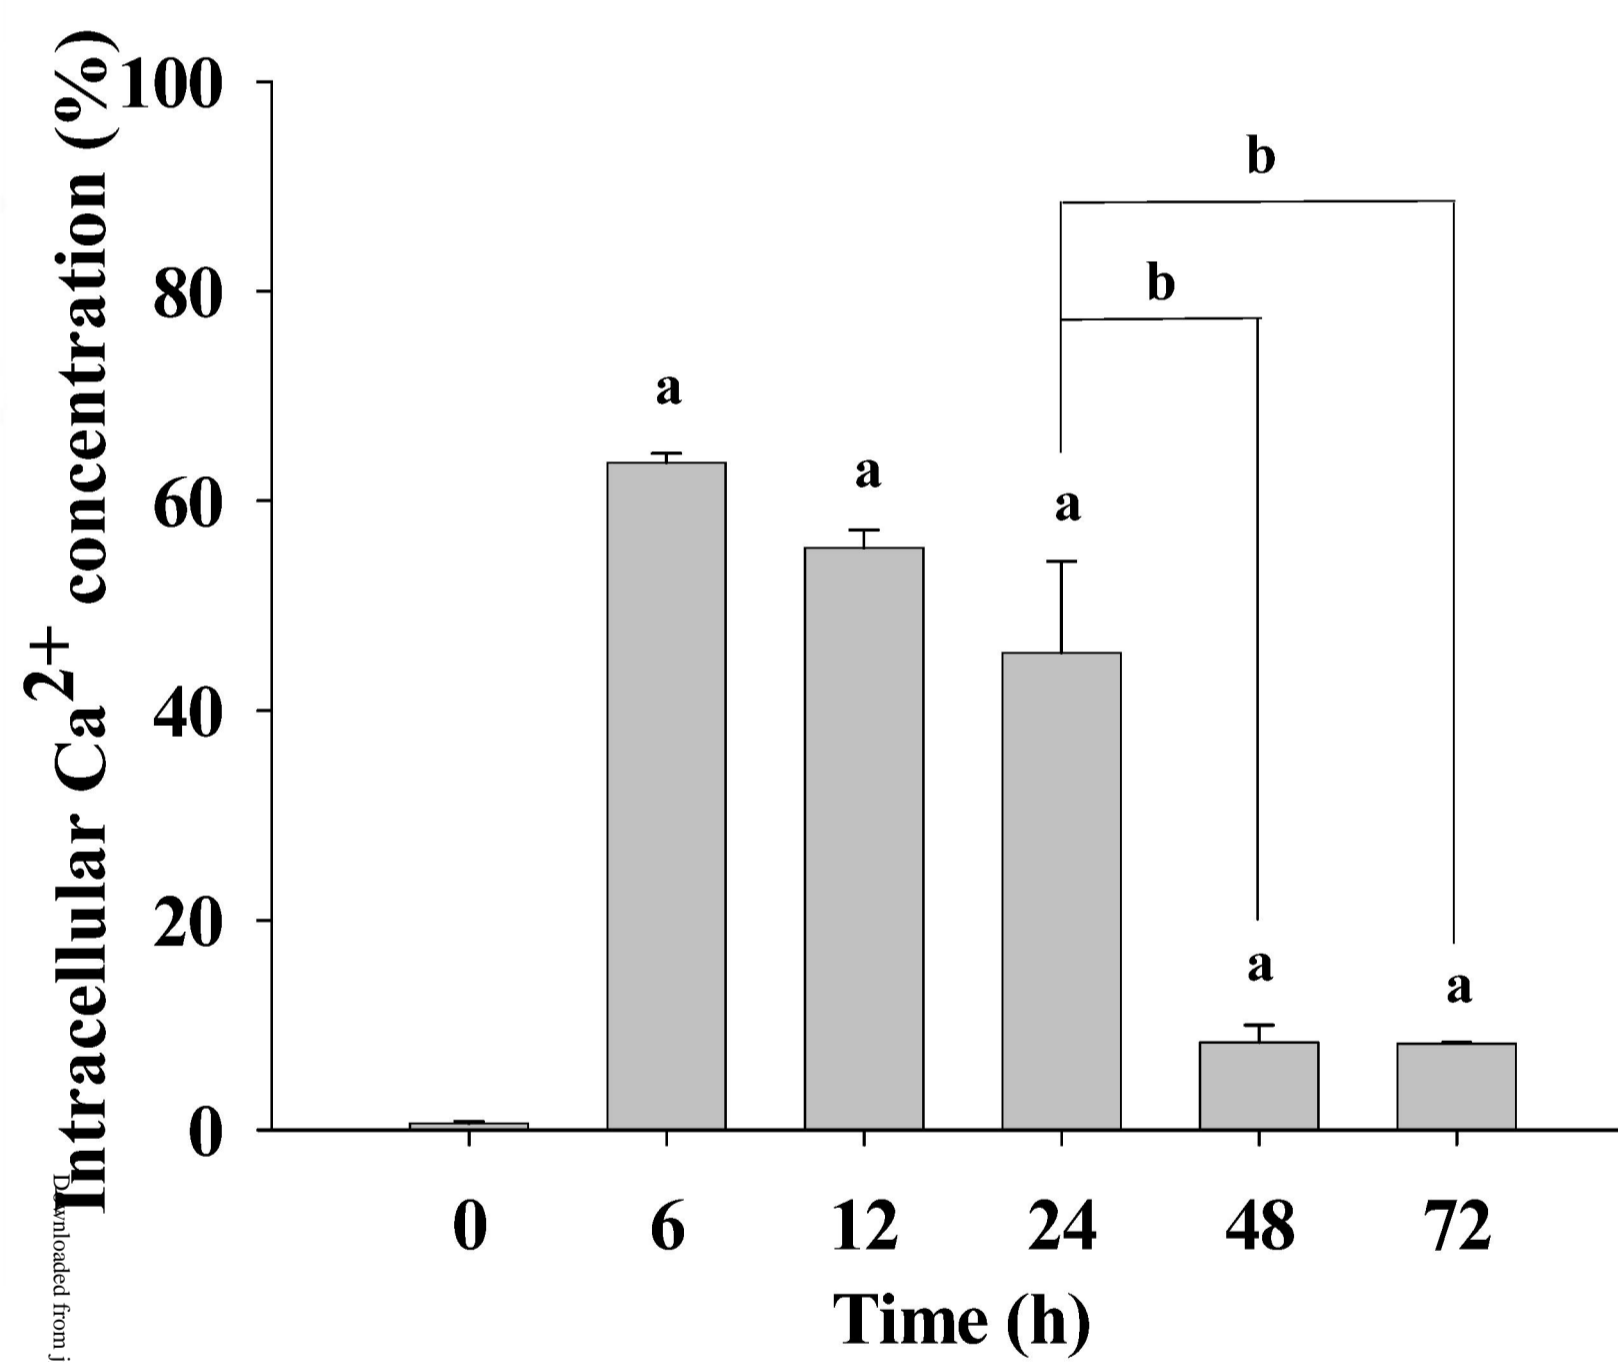 Intracellular Ca2+ concentration (%)
100
80
60
40
20
0
b
b
a
a
a
a
a
0
6
12
24
48
72
Time (h)
Downloaded from j